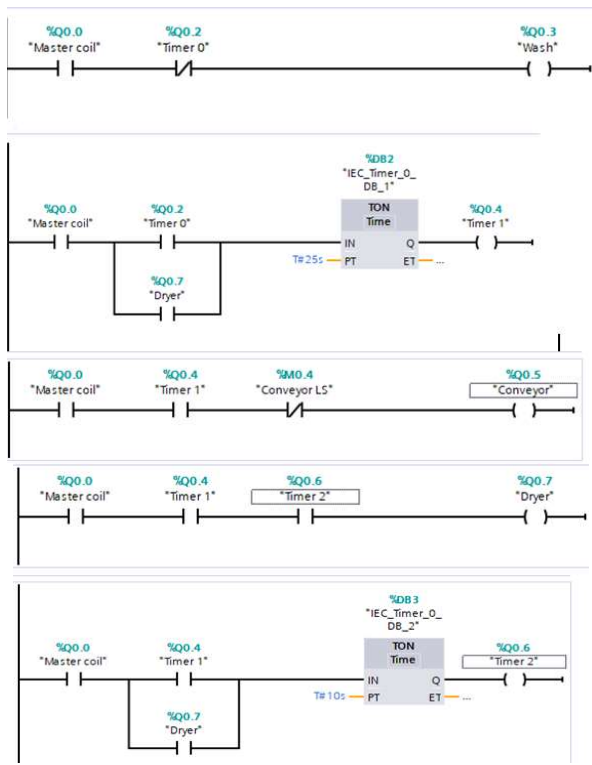 %Q0.0 %Q0.2 %Q0.3
"Master coil" "Timer 0" "Wash"
%DB2
"IEC_Timer_0_
DB_1"
%Q0.0 %Q0.2 TON %Q0.4
"Master coil" "Timer 0" Time "Timer 1"
IN Q
T#25s PT ET ...
%Q0.7
"Dryer"
%Q0.0 %Q0.4 %M0.4 %Q0.5
"Master coil" "Timer 1" "Conveyor LS" "Conveyor"
%Q0.0 %Q0.4 %Q0.6 %Q0.7
"Master coil" "Timer 1" "Timer 2" "Dryer"
%DB3
"IEC_Timer_0_
DB_2"
%Q0.0 %Q0.4 TON %Q0.6
"Master coil" "Timer 1" Time "Timer 2"
IN Q
T#10s PT ET ...
%Q0.7
"Dryer"